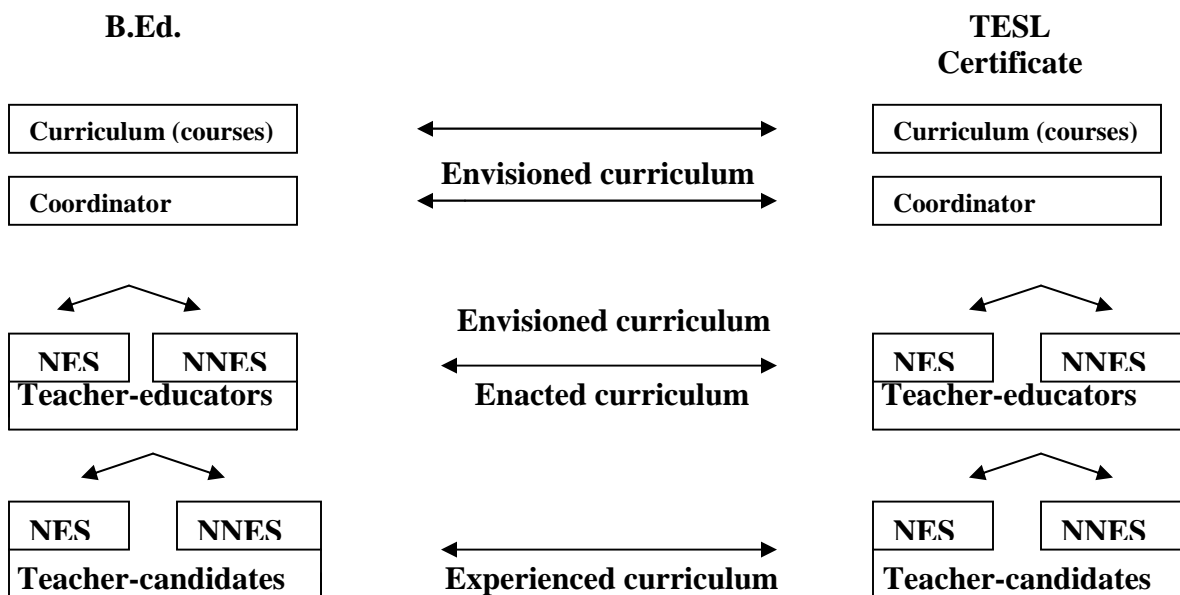 B.Ed. TESL
Certificate
Curriculum (courses) Curriculum (courses)
Envisioned curriculum
Coordinator Coordinator
Envisioned curriculum
NES NNES NES NNES
Teacher-educators Enacted curriculum Teacher-educators
NES NNES NES NNES
Teacher-candidates Experienced curriculum Teacher-candidates